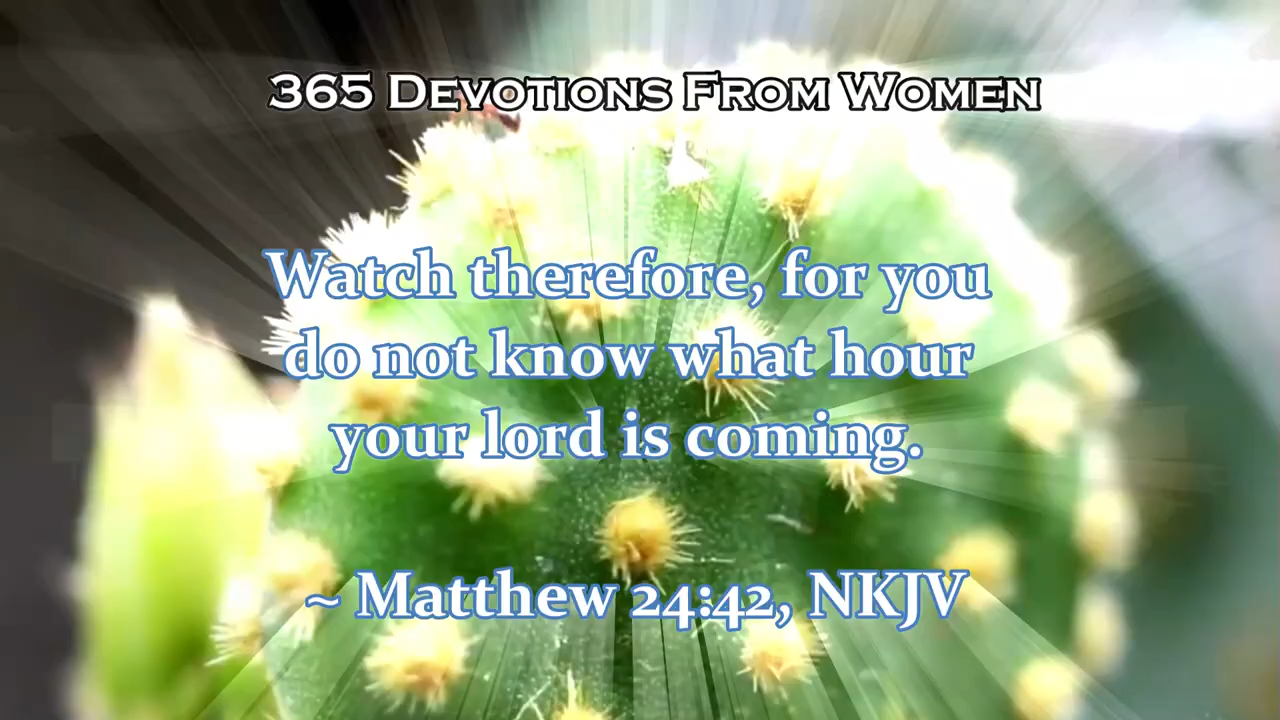 365 Devotions From Women
Watch therefore, for you
do not know what hour
your lord is coming.
~ Matthew 24:42, NKJV